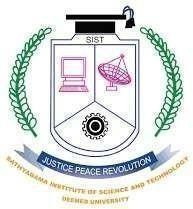 SIST
JUSTICE PEACE REVOLUTION
SATHYABAMA INSTITUTE OF SCIENCE AND TECHNOLOGY
DEEMED UNIVERSITY